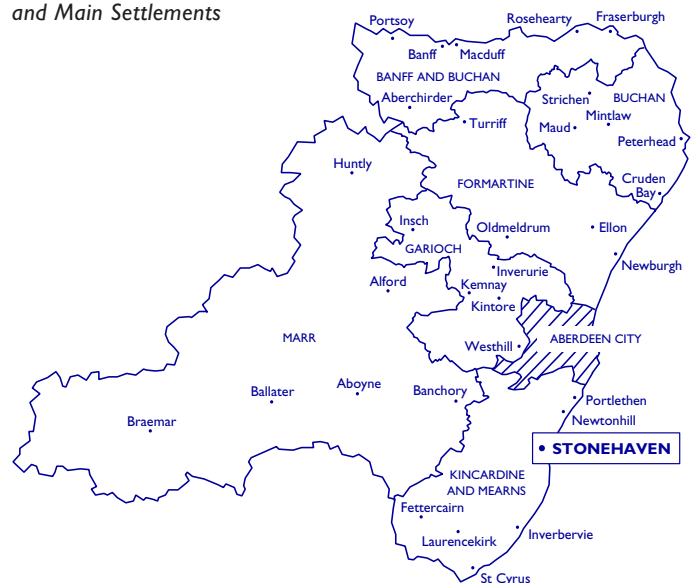 and Main Settlements
Portsoy
Rosehearty
Fraserburgh
Banff
Macduff
BANFF AND BUCHAN
Aberchirder
Strichen
BUCHAN
Mintlaw
Turriff
Maud
Peterhead
Huntly
Cruden
Bay
FORMARTINE
Insch
Oldmeldrum
Ellon
GARIOCH
Newburgh
Inverurie
Alford
Kemnay
Kintore
MARR
Westhill
ABERDEEN CITY
Ballater
Aboyne
Banchory
Portlethen
Braemar
Newtonhill
STONEHAVEN
KINCARDINE
AND MEARNS
Fettercairn
Laurencekirk
Inverbervie
St Cyrus